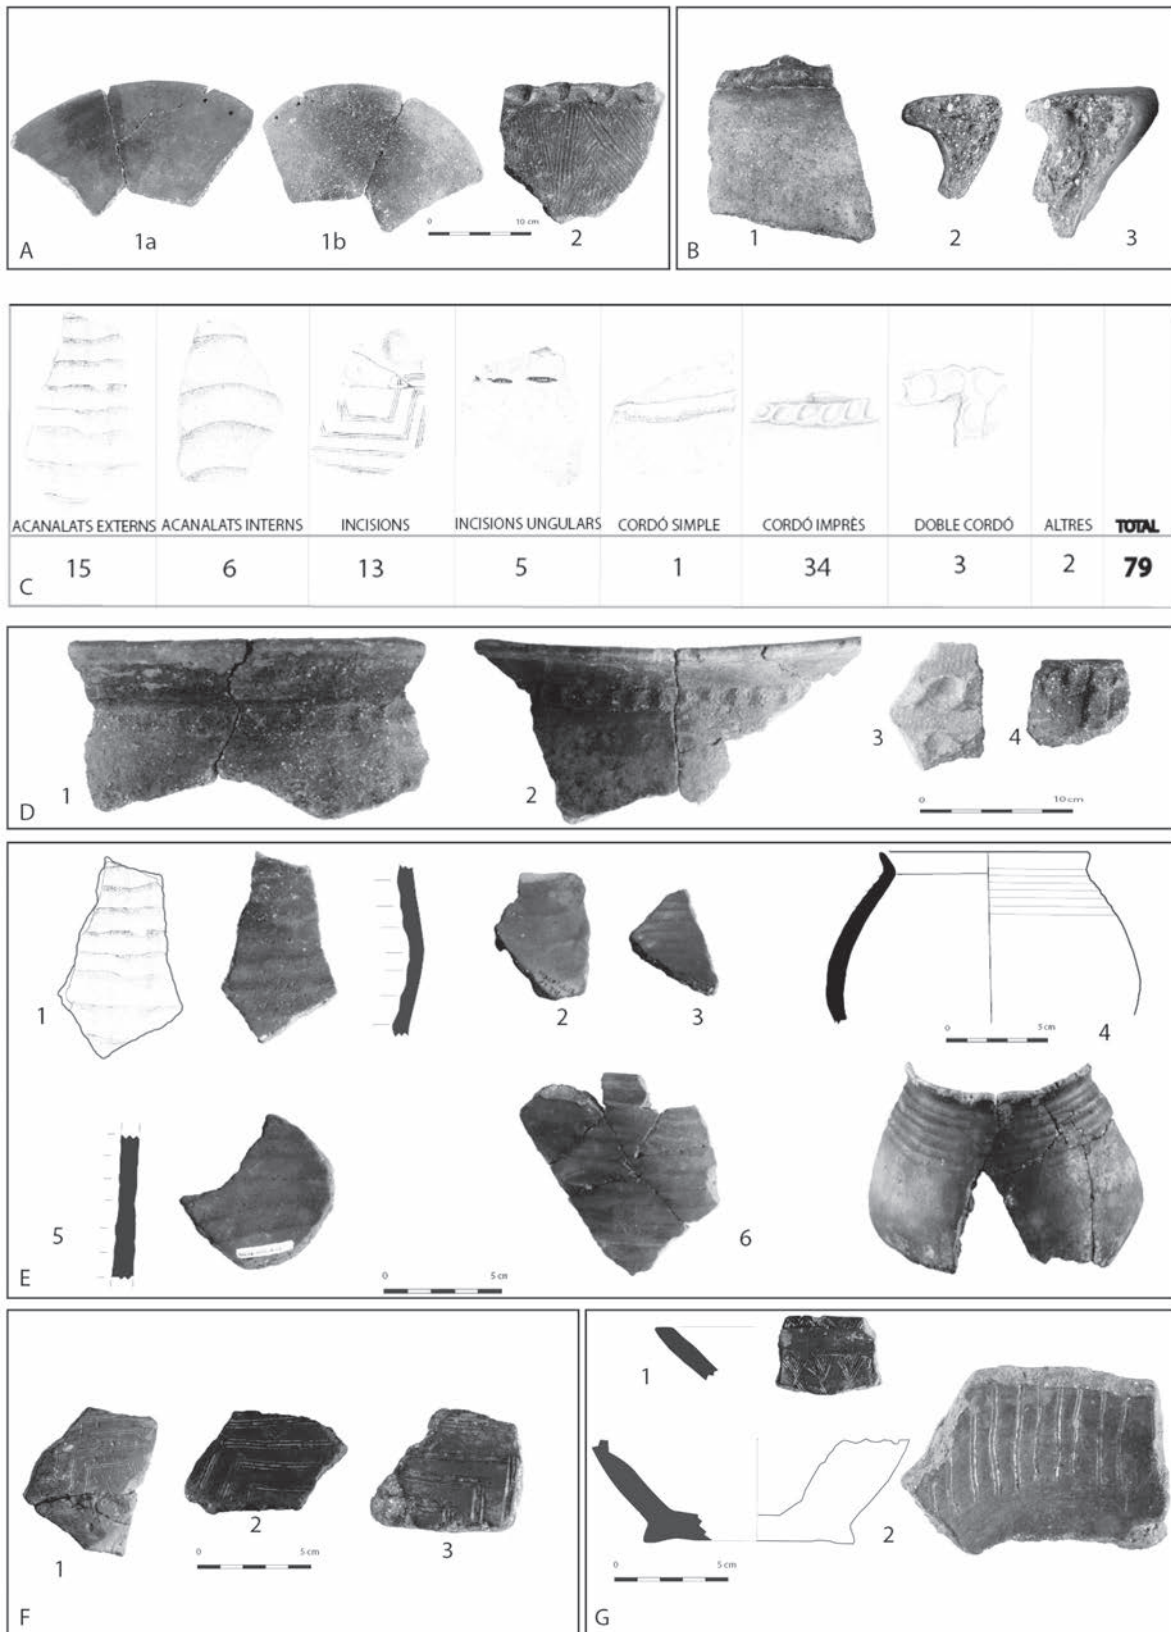 1a
1b
0 10 cm
2
A
1
2
3
B
ACANALATS EXTERNS ACANALATS INTERNS INCISIONS INCISIONS UNGULARS CORDÓ SIMPLE CORDÓ IMPRÈS DOBLE CORDÓ ALTRES TOTAL
C 15 6 13 5 1 34 3 2 79
1
2
3
4
0 10 cm
D
1
2
3
0 5 cm
4
5
0 5 cm
6
E
1
2
0 5 cm
3
F
1
2
0 5 cm
G